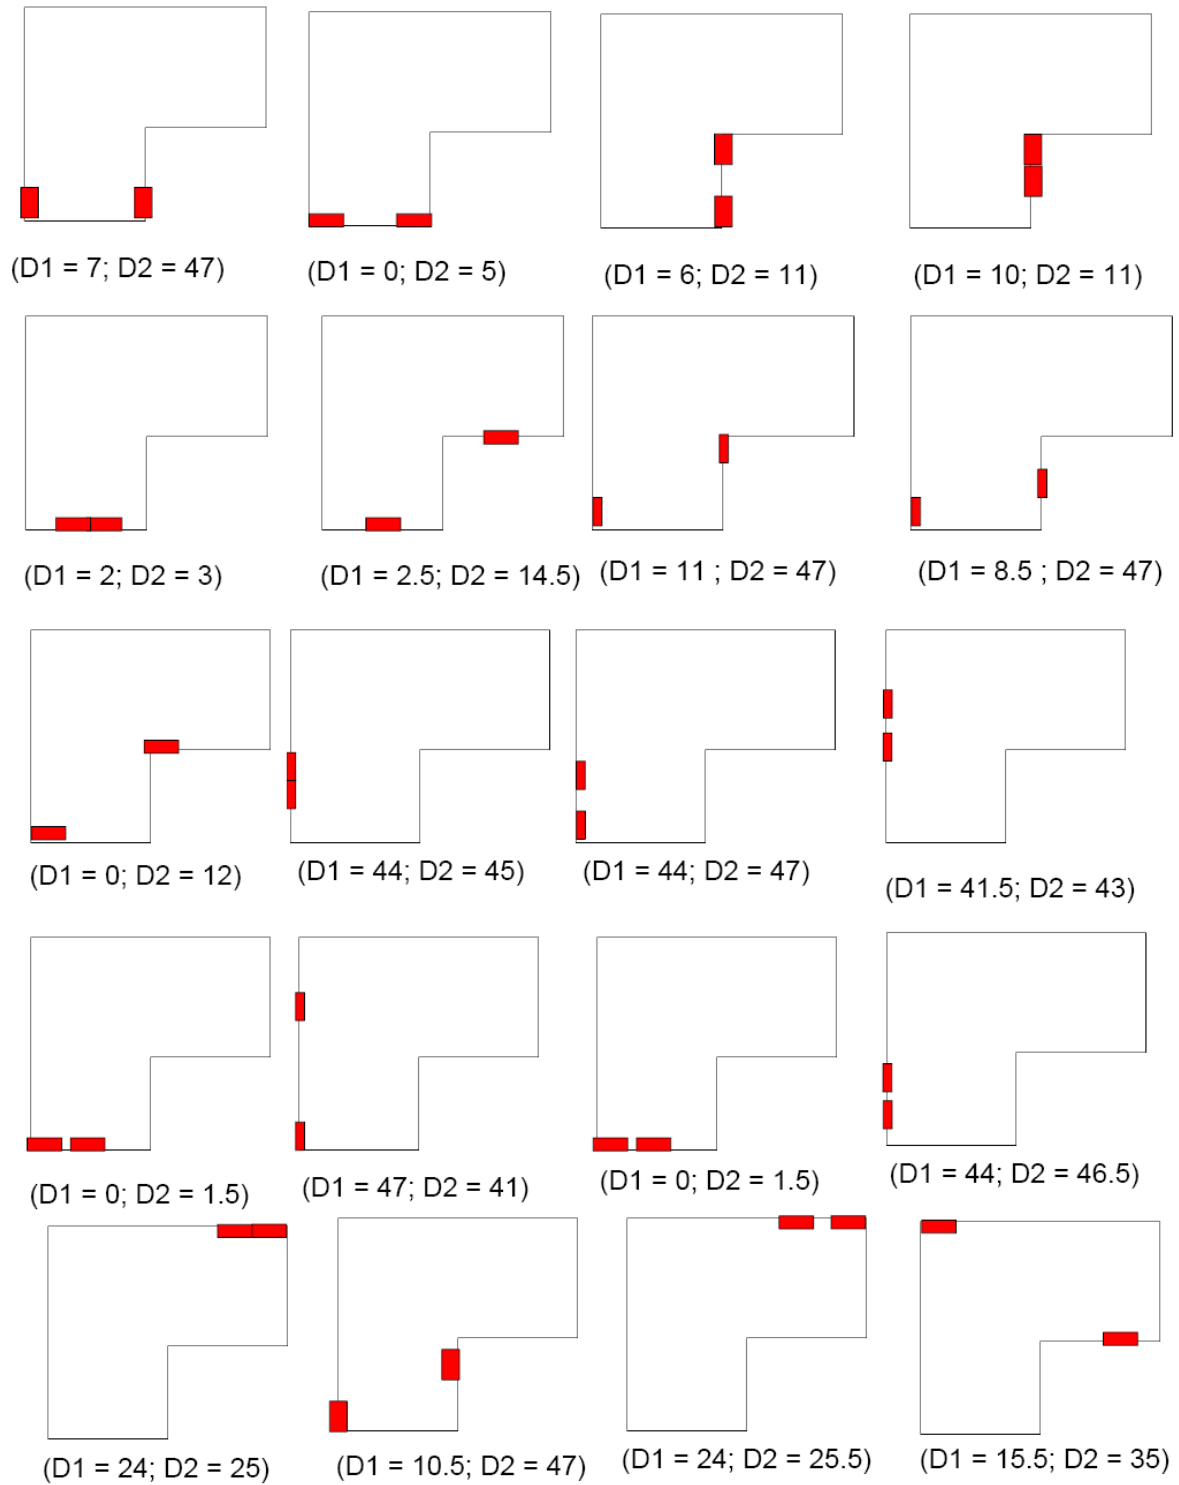 (D1 = 7; D2 = 47)
(D1 = 0; D2 = 5)
(D1 = 6; D2 = 11)
(D1 = 10; D2 = 11)
(D1 = 2; D2 = 3)
(D1 = 2.5; D2 = 14.5)
(D1 = 11 ; D2 = 47)
(D1 = 8.5 ; D2 = 47)
(D1 = 0; D2 = 12)
(D1 = 44; D2 = 45)
(D1 = 44; D2 = 47)
(D1 = 41.5; D2 = 43)
(D1 = 0; D2 = 1.5)
(D1 = 47; D2 = 41)
(D1 = 0; D2 = 1.5)
(D1 = 44; D2 = 46.5)
(D1 = 24; D2 = 25)
(D1 = 10.5; D2 = 47)
(D1 = 24; D2 = 25.5)
(D1 = 15.5; D2 = 35)